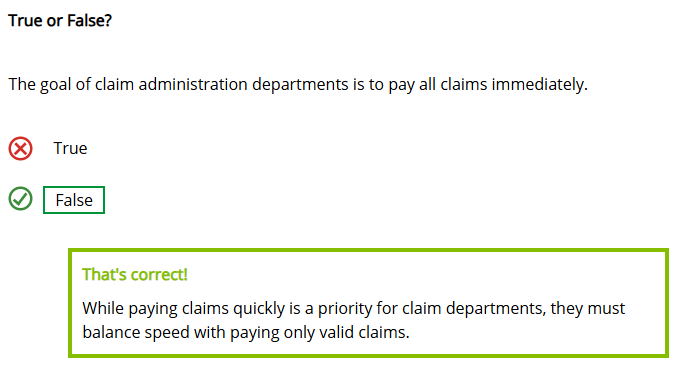 True or False?
The goal of claim administration departments is to pay all claims immediately.
True
False
That's correct!
While paying claims quickly is a priority for claim departments, they must
balance speed with paying only valid claims.